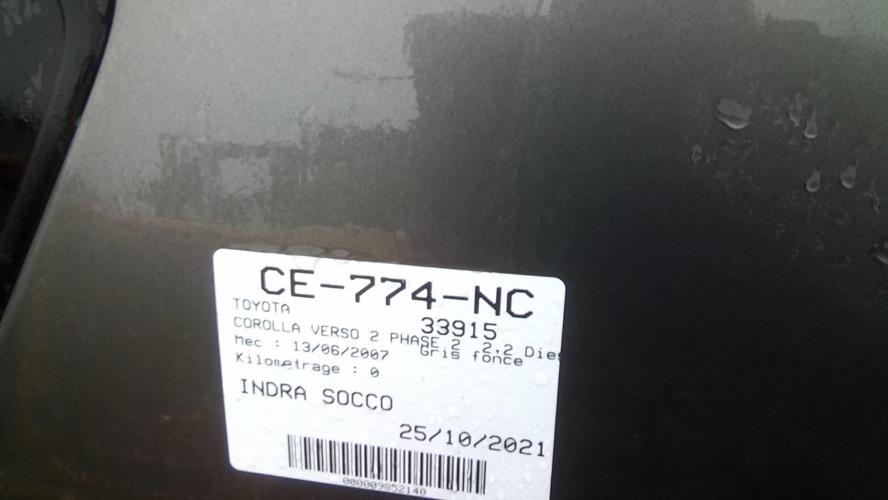 CE-774-NC
TOYOTA 33915
COROLLA VERSO 2 PHASE 2 2,2 Dies
Mec : 13/06/2007 Gris fonce
Kilometrage : 0
INDRA SOCCO
25/10/2021
000009852140